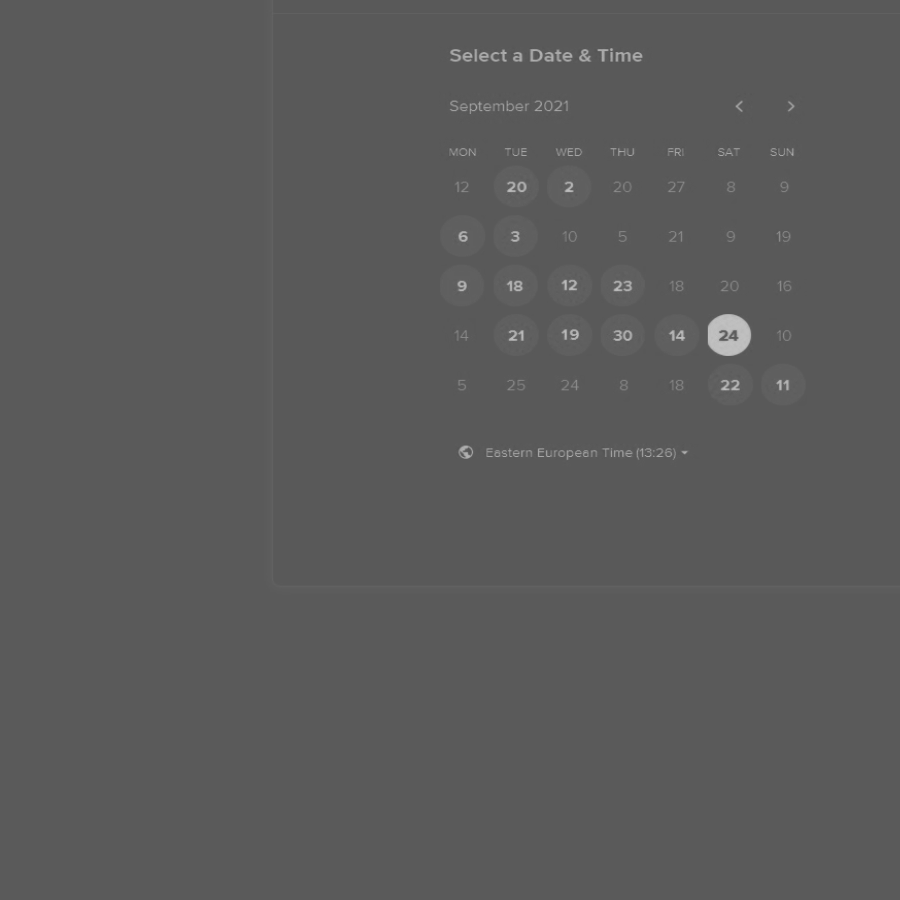 Select a Date & Time
September 2021
MON TUE WED THU FRI SAT SUN
12 20 2 20 27 8 9
6 3 10 5 21 9 19
9 18 12 23 18 20 16
14 21 19 30 14 24 10
5 25 24 8 18 22 11
Eastern European Time (13:26)